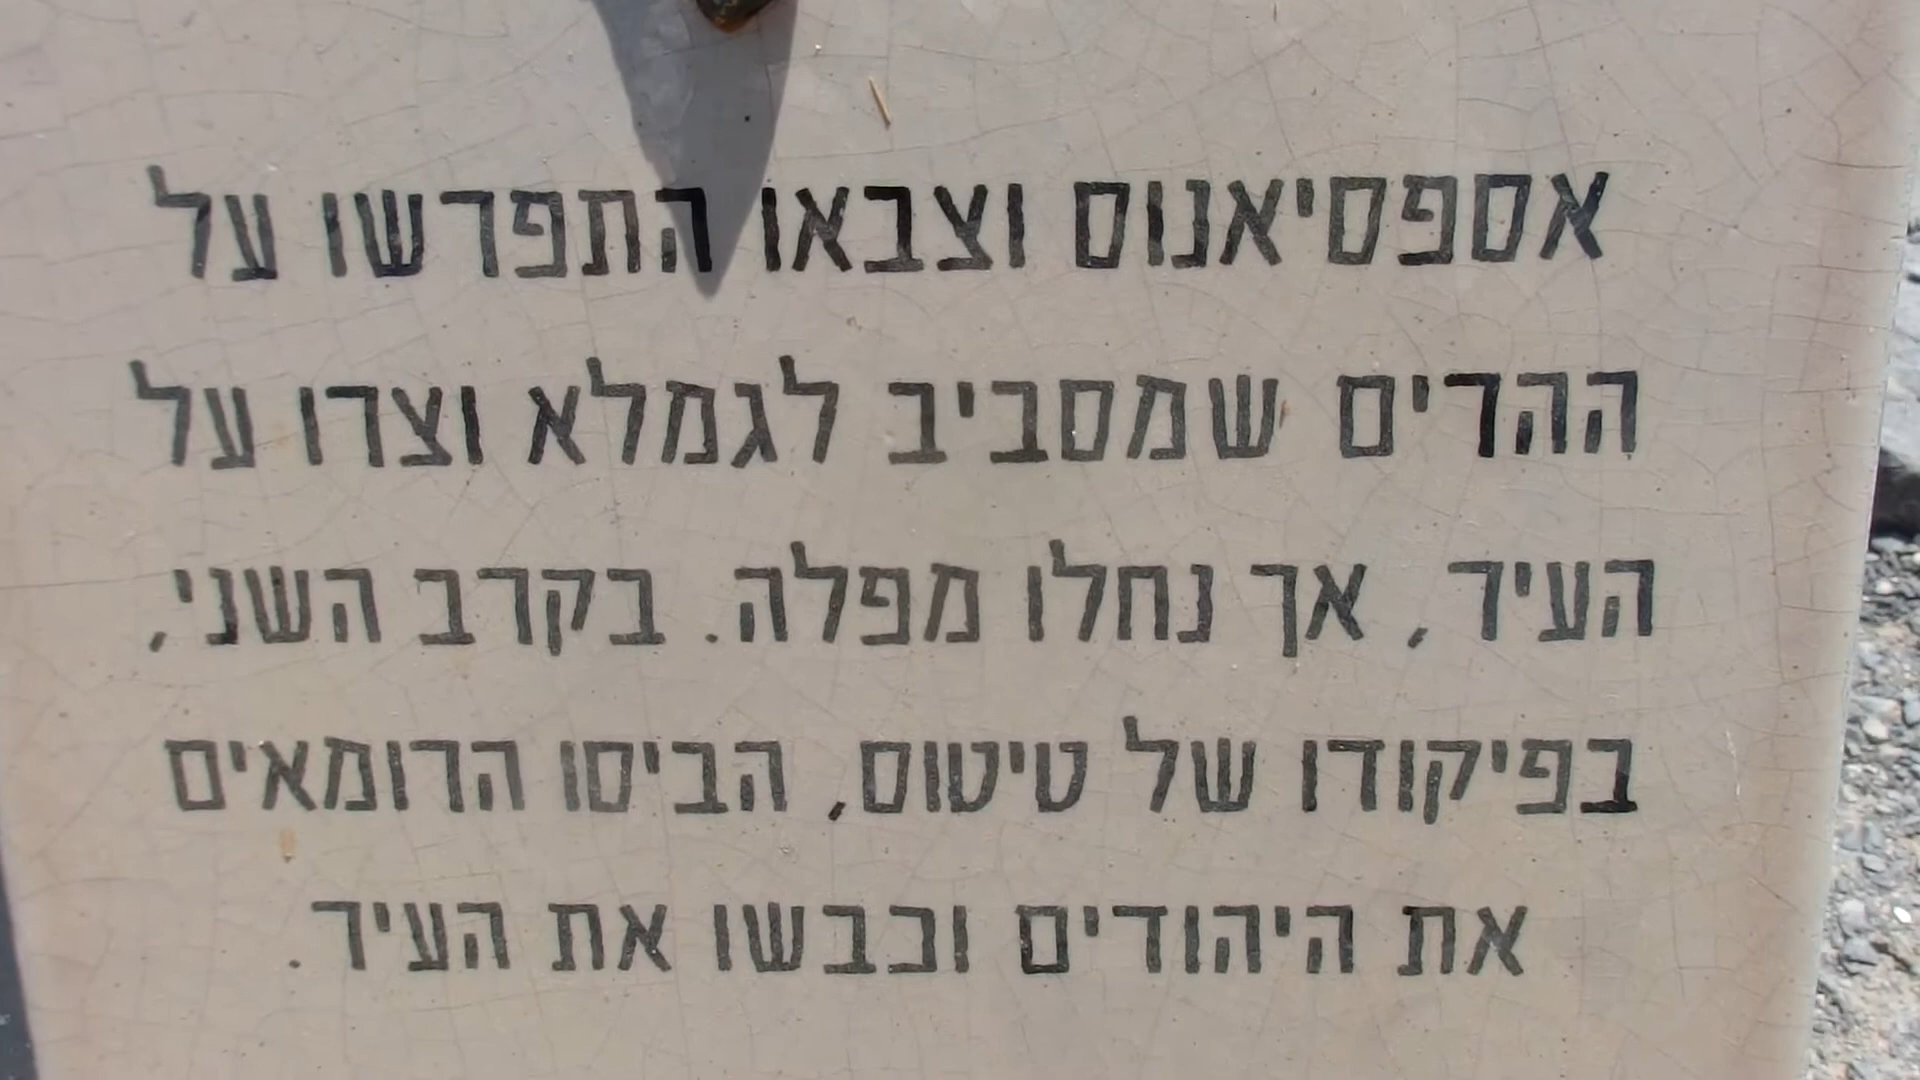 אספסיאנוס וצבאו התפרשו על
ההרים שמסביב לגמלא וצרו על
העיר, אך נחלו מפלה. בקרב השני,
בפיקודו של טיטוס, הביסו הרומאים
את היהודים וכבשו את העיר.